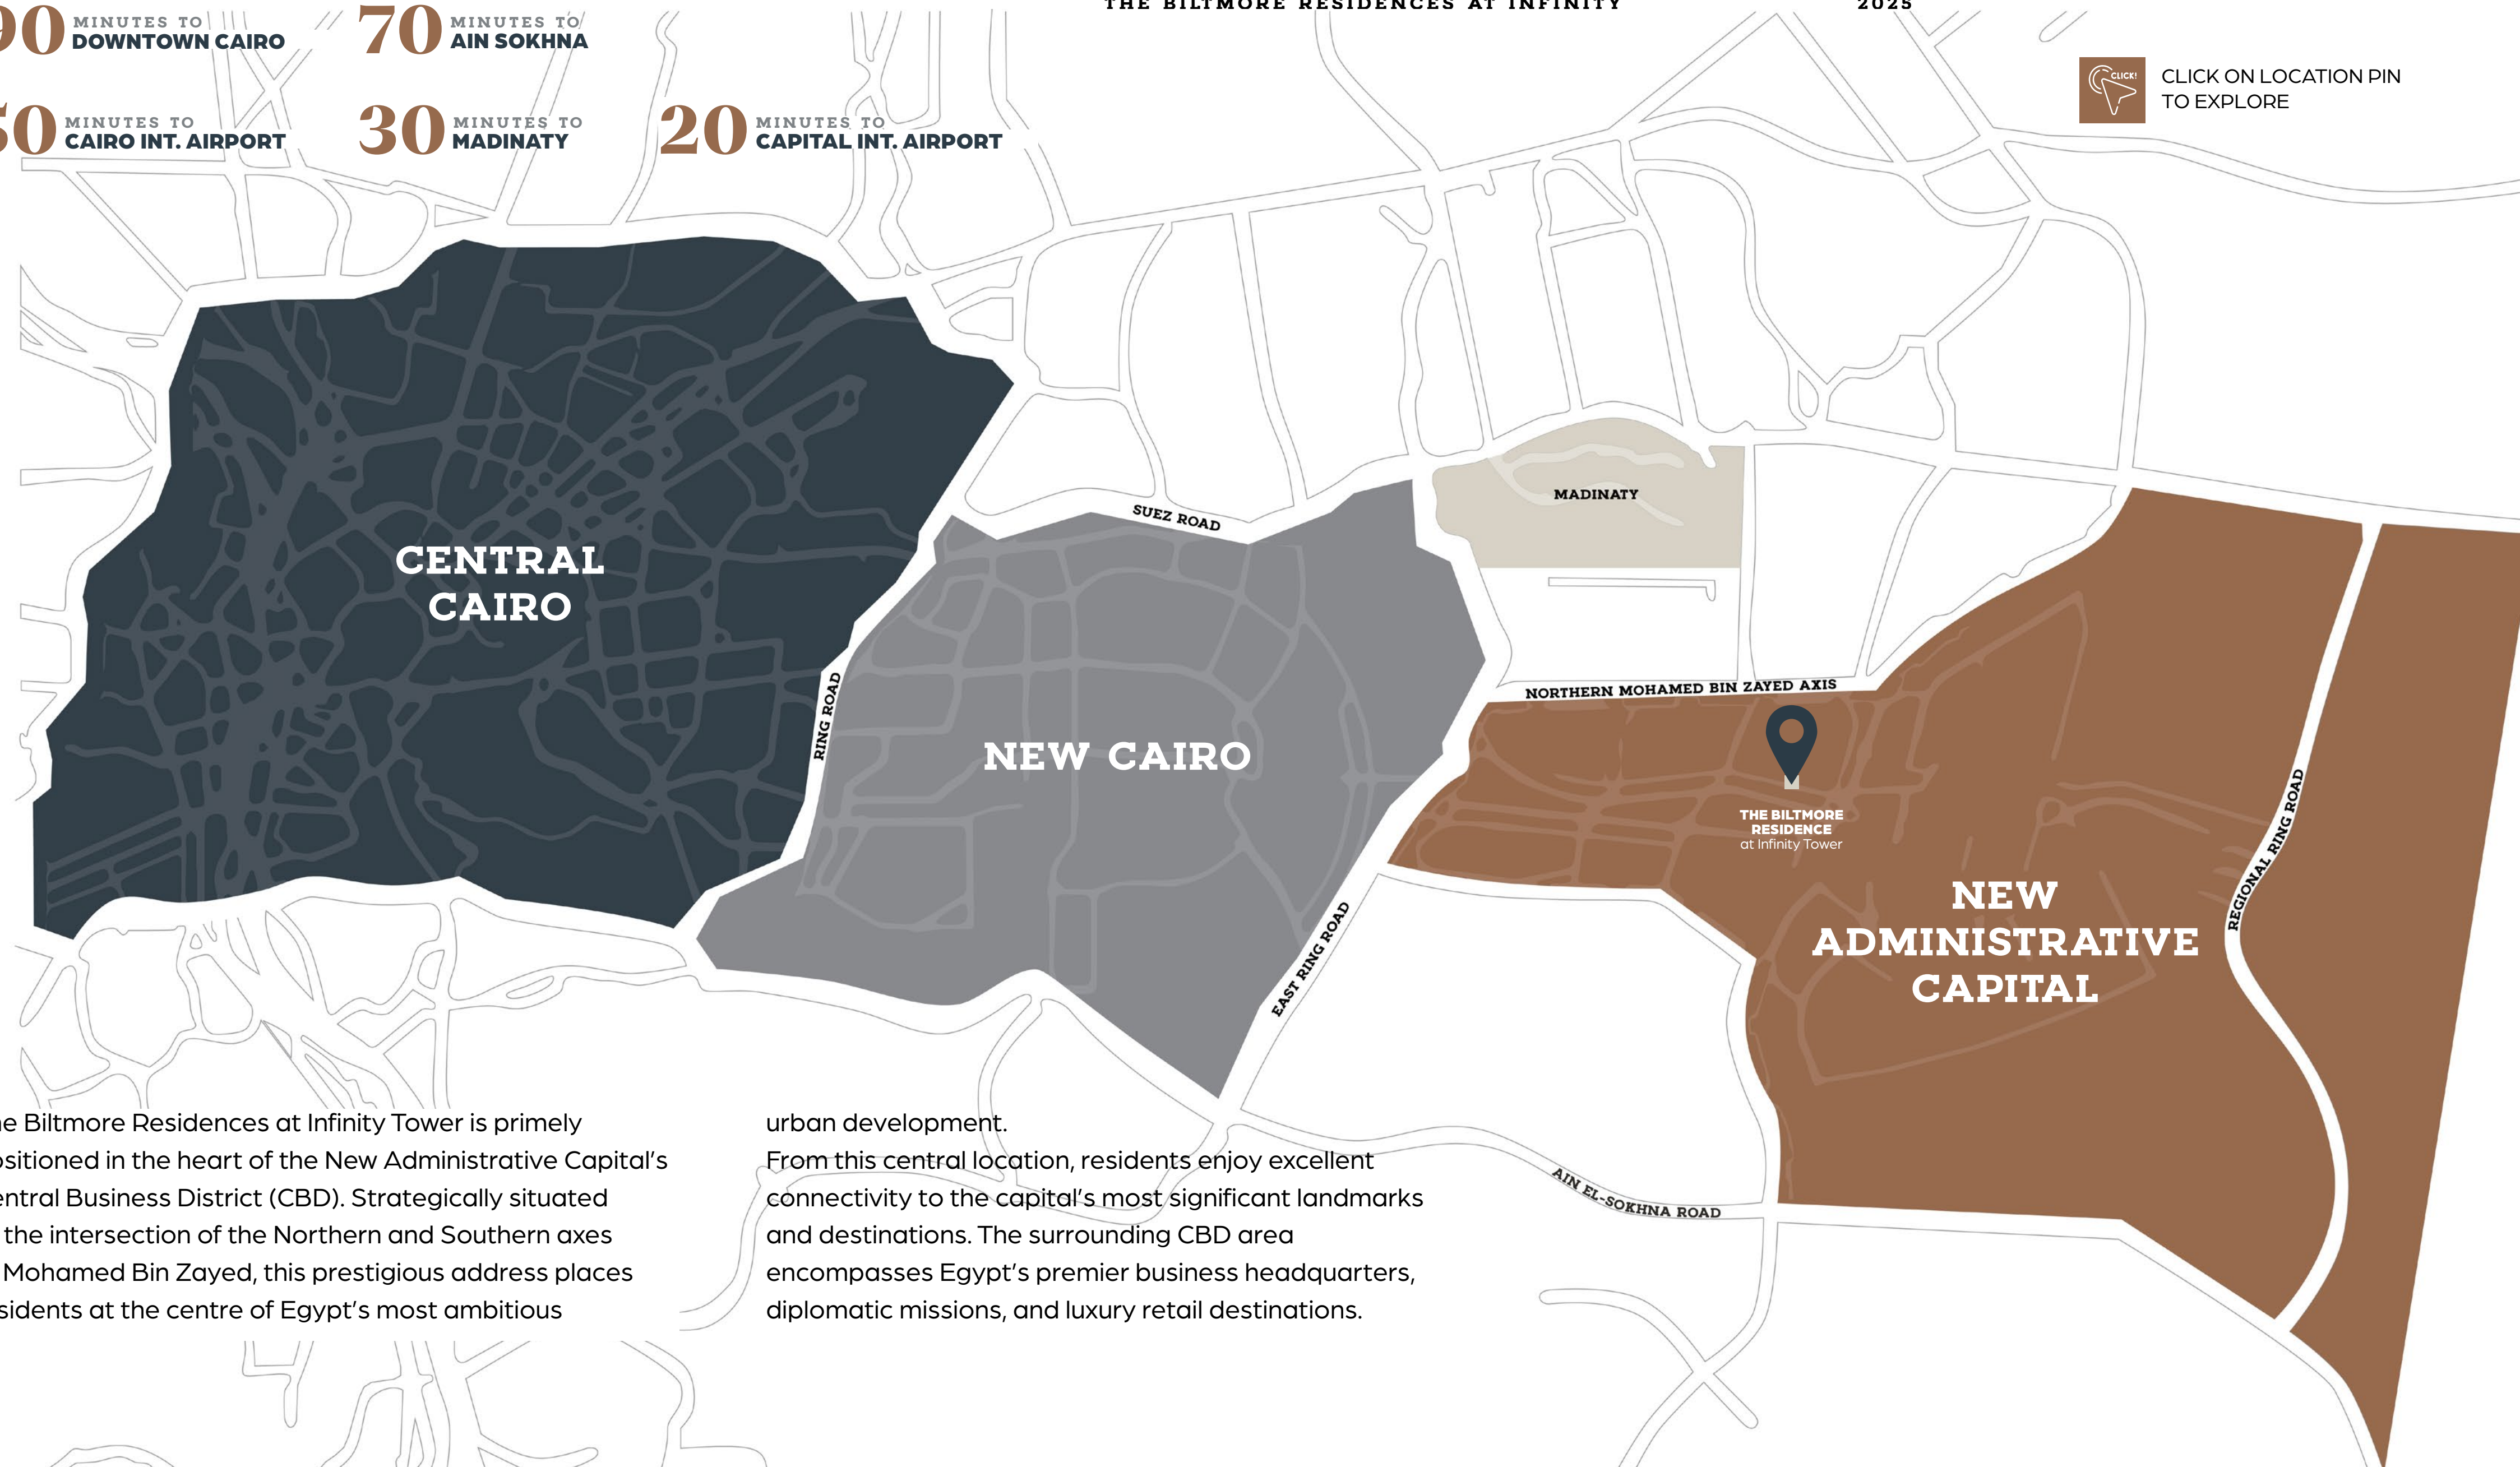 THE BILTMORE RESIDENCES AT INFINITY
2025
90 MINUTES TO
DOWNTOWN CAIRO
70 MINUTES TO
AIN SOKHNA
CLICK!
CLICK ON LOCATION PIN
TO EXPLORE
50 MINUTES TO
CAIRO INT. AIRPORT
30 MINUTES TO
MADINATY
20 MINUTES TO
CAPITAL INT. AIRPORT
MADINATY
SUEZ ROAD
CENTRAL
CAIRO
RING ROAD
NORTHERN MOHAMED BIN ZAYED AXIS
NEW CAIRO
THE BILTMORE
RESIDENCE
at Infinity Tower
REGIONAL RING ROAD
NEW
ADMINISTRATIVE
CAPITAL
EAST RING ROAD
AIN EL-SOKHNA ROAD
Biltmore Residences at Infinity Tower is primely
in the heart of the New Administrative Capital's
Business District (CBD). Strategically situated
the intersection of the Northern and Southern axes
Mohamed Bin Zayed, this prestigious address places
at the centre of Egypt's most ambitious
urban development.
From this central location, residents enjoy excellent
connectivity to the capital's most significant landmarks
and destinations. The surrounding CBD area
encompasses Egypt's premier business headquarters,
diplomatic missions, and luxury retail destinations.